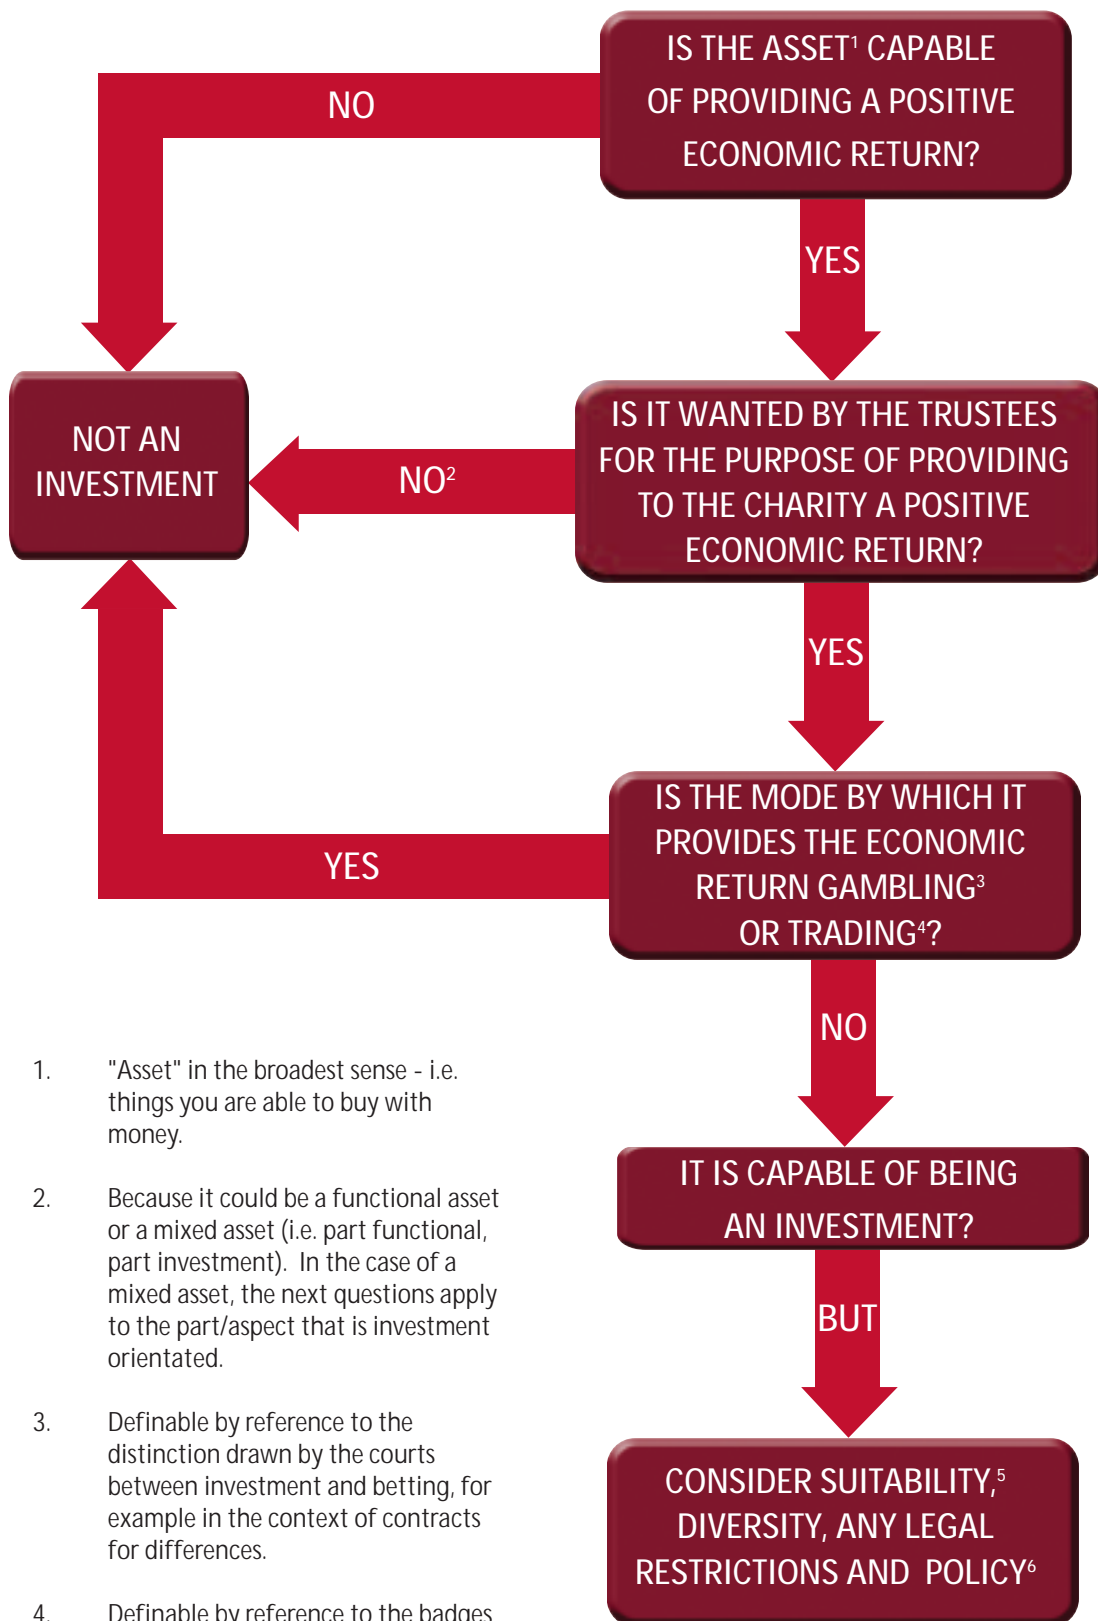 IS THE ASSET¹ CAPABLE
OF PROVIDING A POSITIVE
ECONOMIC RETURN?
NO
YES
NOT AN
INVESTMENT
NO²
IS IT WANTED BY THE TRUSTEES
FOR THE PURPOSE OF PROVIDING
TO THE CHARITY A POSITIVE
ECONOMIC RETURN?
YES
IS THE MODE BY WHICH IT
PROVIDES THE ECONOMIC
RETURN GAMBLING³
OR TRADING⁴?
YES
NO
IT IS CAPABLE OF BEING
AN INVESTMENT?
BUT
CONSIDER SUITABILITY,⁵
DIVERSITY, ANY LEGAL
RESTRICTIONS AND POLICY⁶
1. "Asset" in the broadest sense - i.e.
things you are able to buy with
money.
2. Because it could be a functional asset
or a mixed asset (i.e. part functional,
part investment). In the case of a
mixed asset, the next questions apply
to the part/aspect that is investment
orientated.
3. Definable by reference to the
distinction drawn by the courts
between investment and betting, for
example in the context of contracts
for differences.
4. Definable by reference to the badges